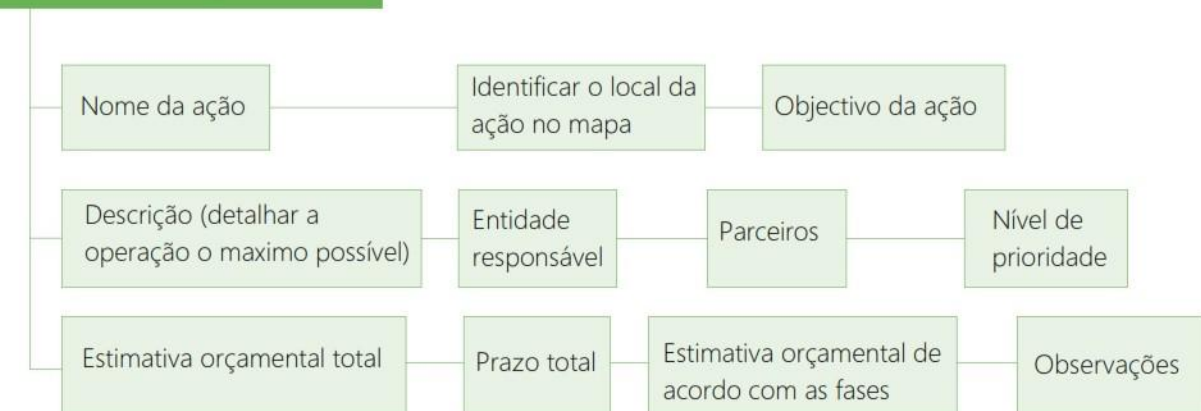 Nome da ação
Identificar o local da
ação no mapa
Objectivo da ação
Descrição (detalhar a
operação o maximo possível)
Entidade
responsável
Parceiros
Nível de
prioridade
Estimativa orçamental total
Prazo total
Estimativa orçamental de
acordo com as fases
Observações